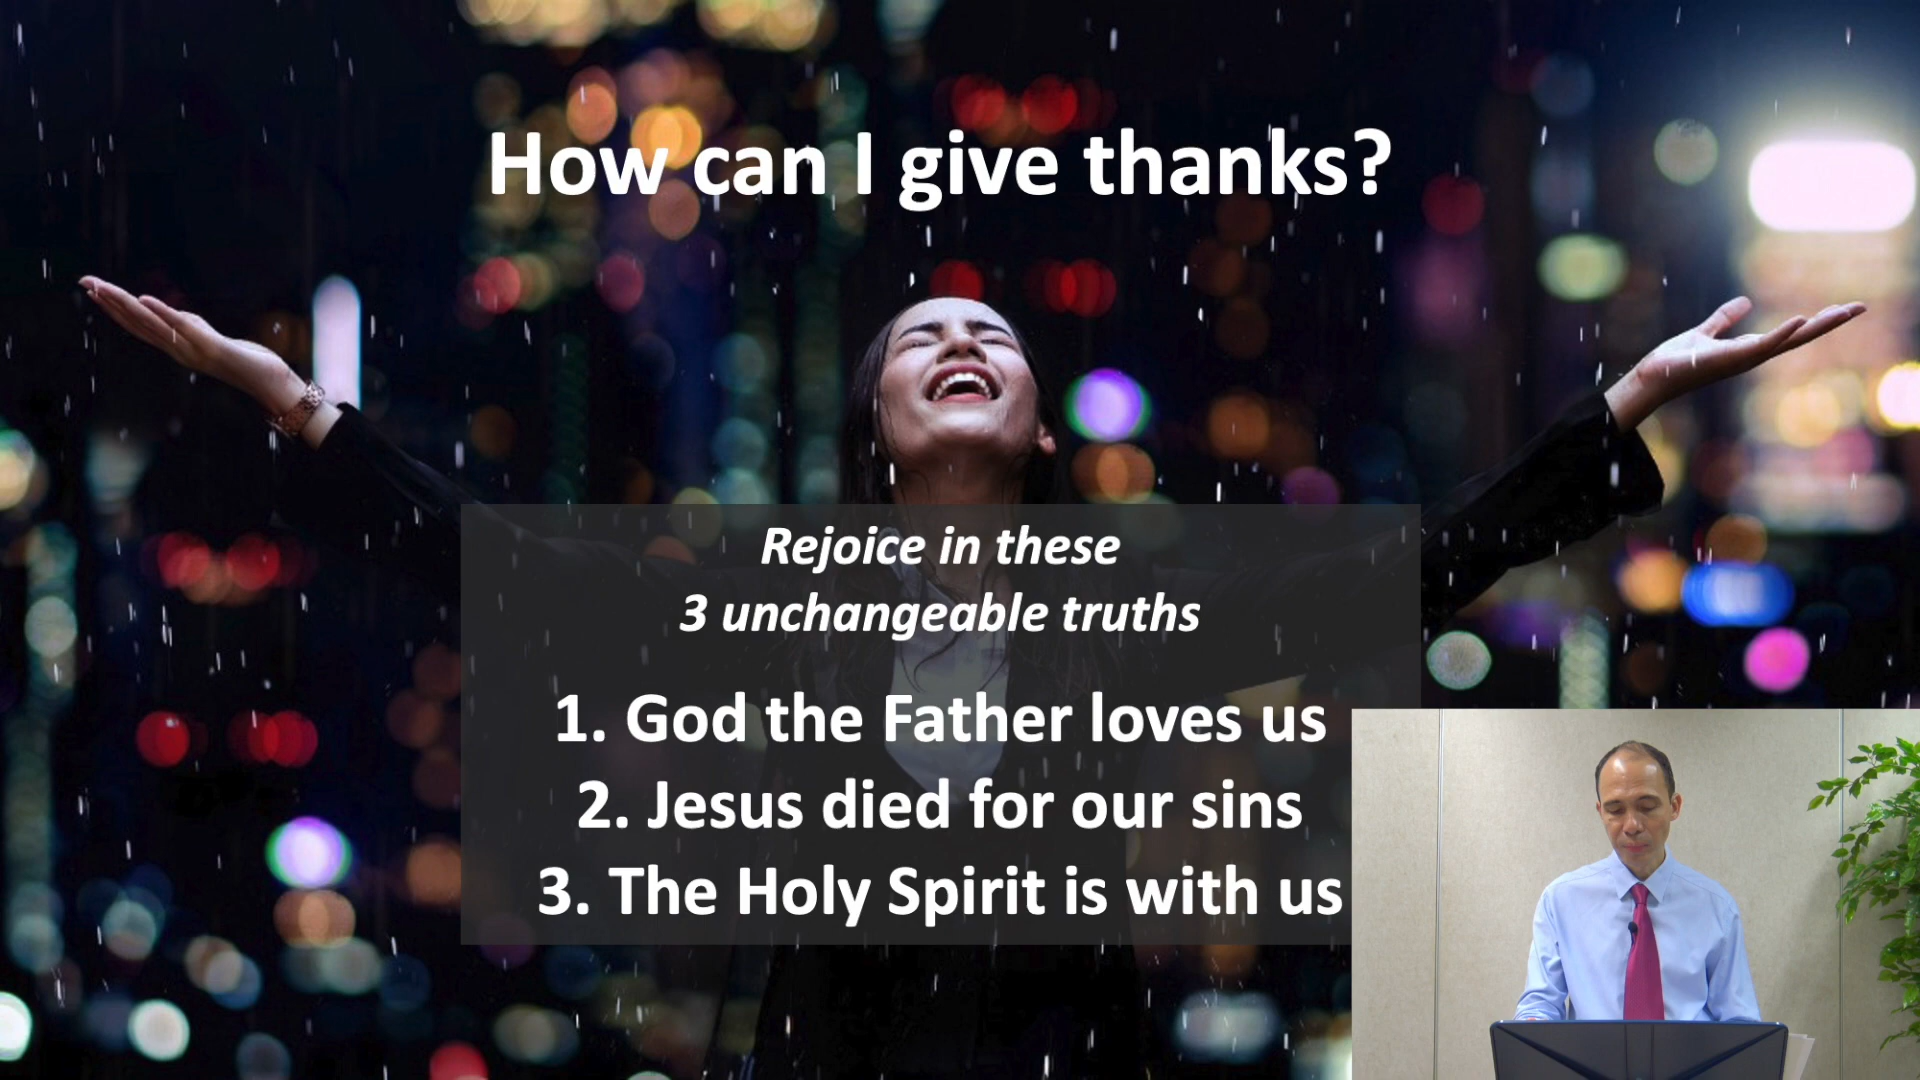 How can I give thanks?
Rejoice in these
3 unchangeable truths
1. God the Father loves us
2. Jesus died for our sins
3. The Holy Spirit is with us